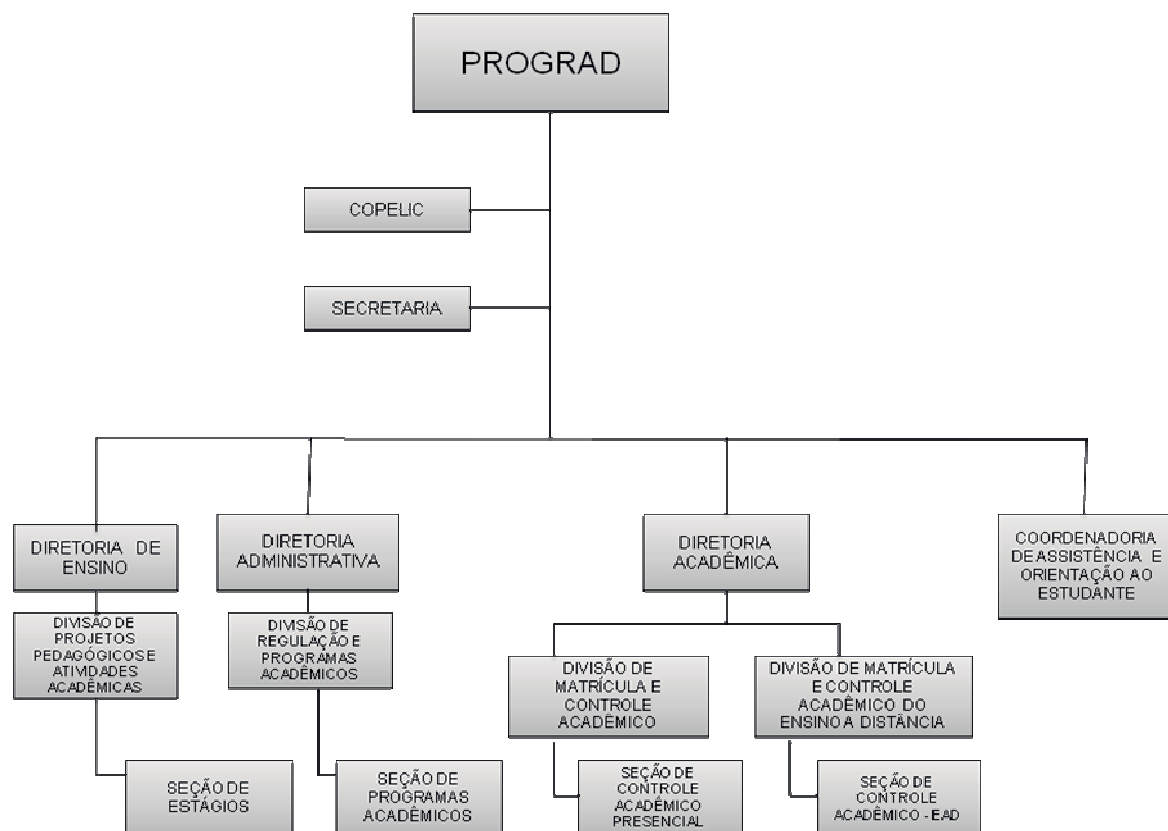 PROGRAD
COPELIC
SECRETARIA
DIRETORIA DE
ENSINO
DIRETORIA
ADMINISTRATIVA
DIRETORIA
ACADÊMICA
COORDENADORIA
DE ASSISTÊNCIA E
ORIENTAÇÃO AO
ESTUDANTE
DIVISÃO DE
PROJETOS
PEDAGÓGICOS E
ATIVIDADES
ACADÊMICAS
DIVISÃO DE
REGULAÇÃO E
PROGRAMAS
ACADÊMICOS
DIVISÃO DE
MATRÍCULA E
CONTROLE
ACADÊMICO
DIVISÃO DE MATRÍCULA
E CONTROLE
ACADÊMICO DO
ENSINO A DISTÂNCIA
SEÇÃO DE
ESTÁGIOS
SEÇÃO DE
PROGRAMAS
ACADÊMICOS
SEÇÃO DE
CONTROLE
ACADÊMICO
PRESENCIAL
SEÇÃO DE
CONTROLE
ACADÊMICO - EAD